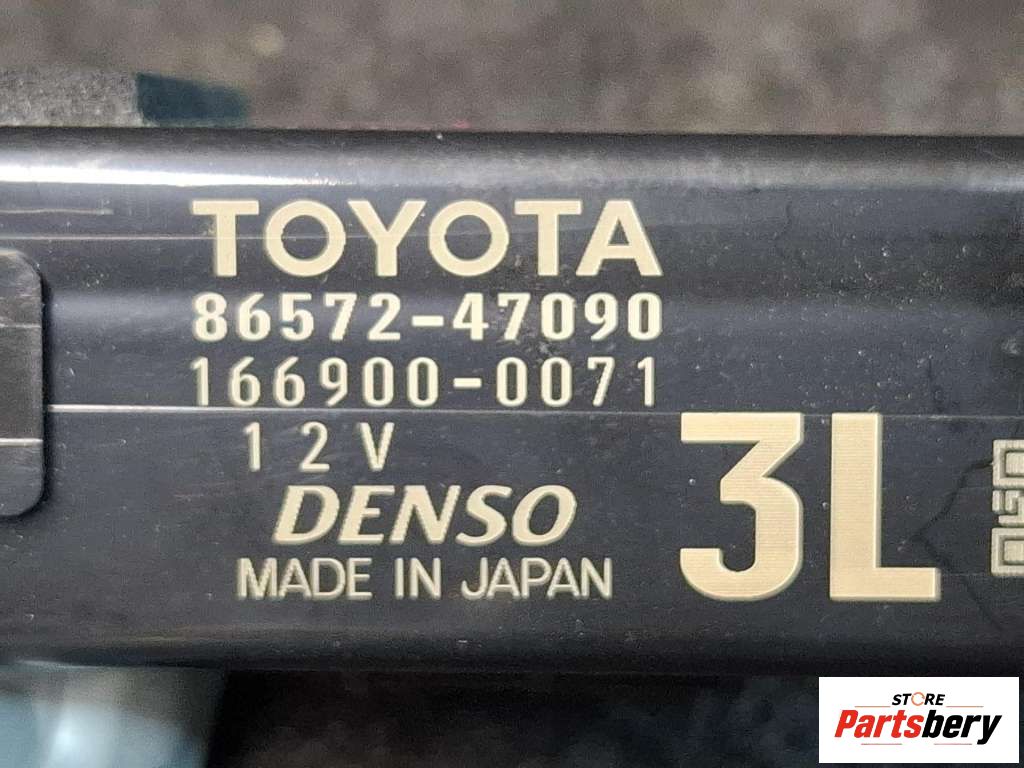 TOYOTA
86572-47090
166900-0071
12V
3L
DENSO
MADE IN JAPAN
STORE
Partsbery